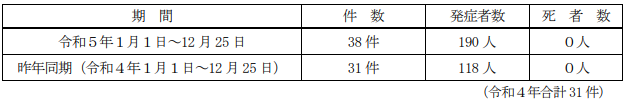 期　間　件　数　発症者数　死　者　数
令和５年１月１日～12月25日　38件　190人　０人
昨年同期（令和４年１月１日～12月25日）　31件　118人　０人
（令和４年合計31件）